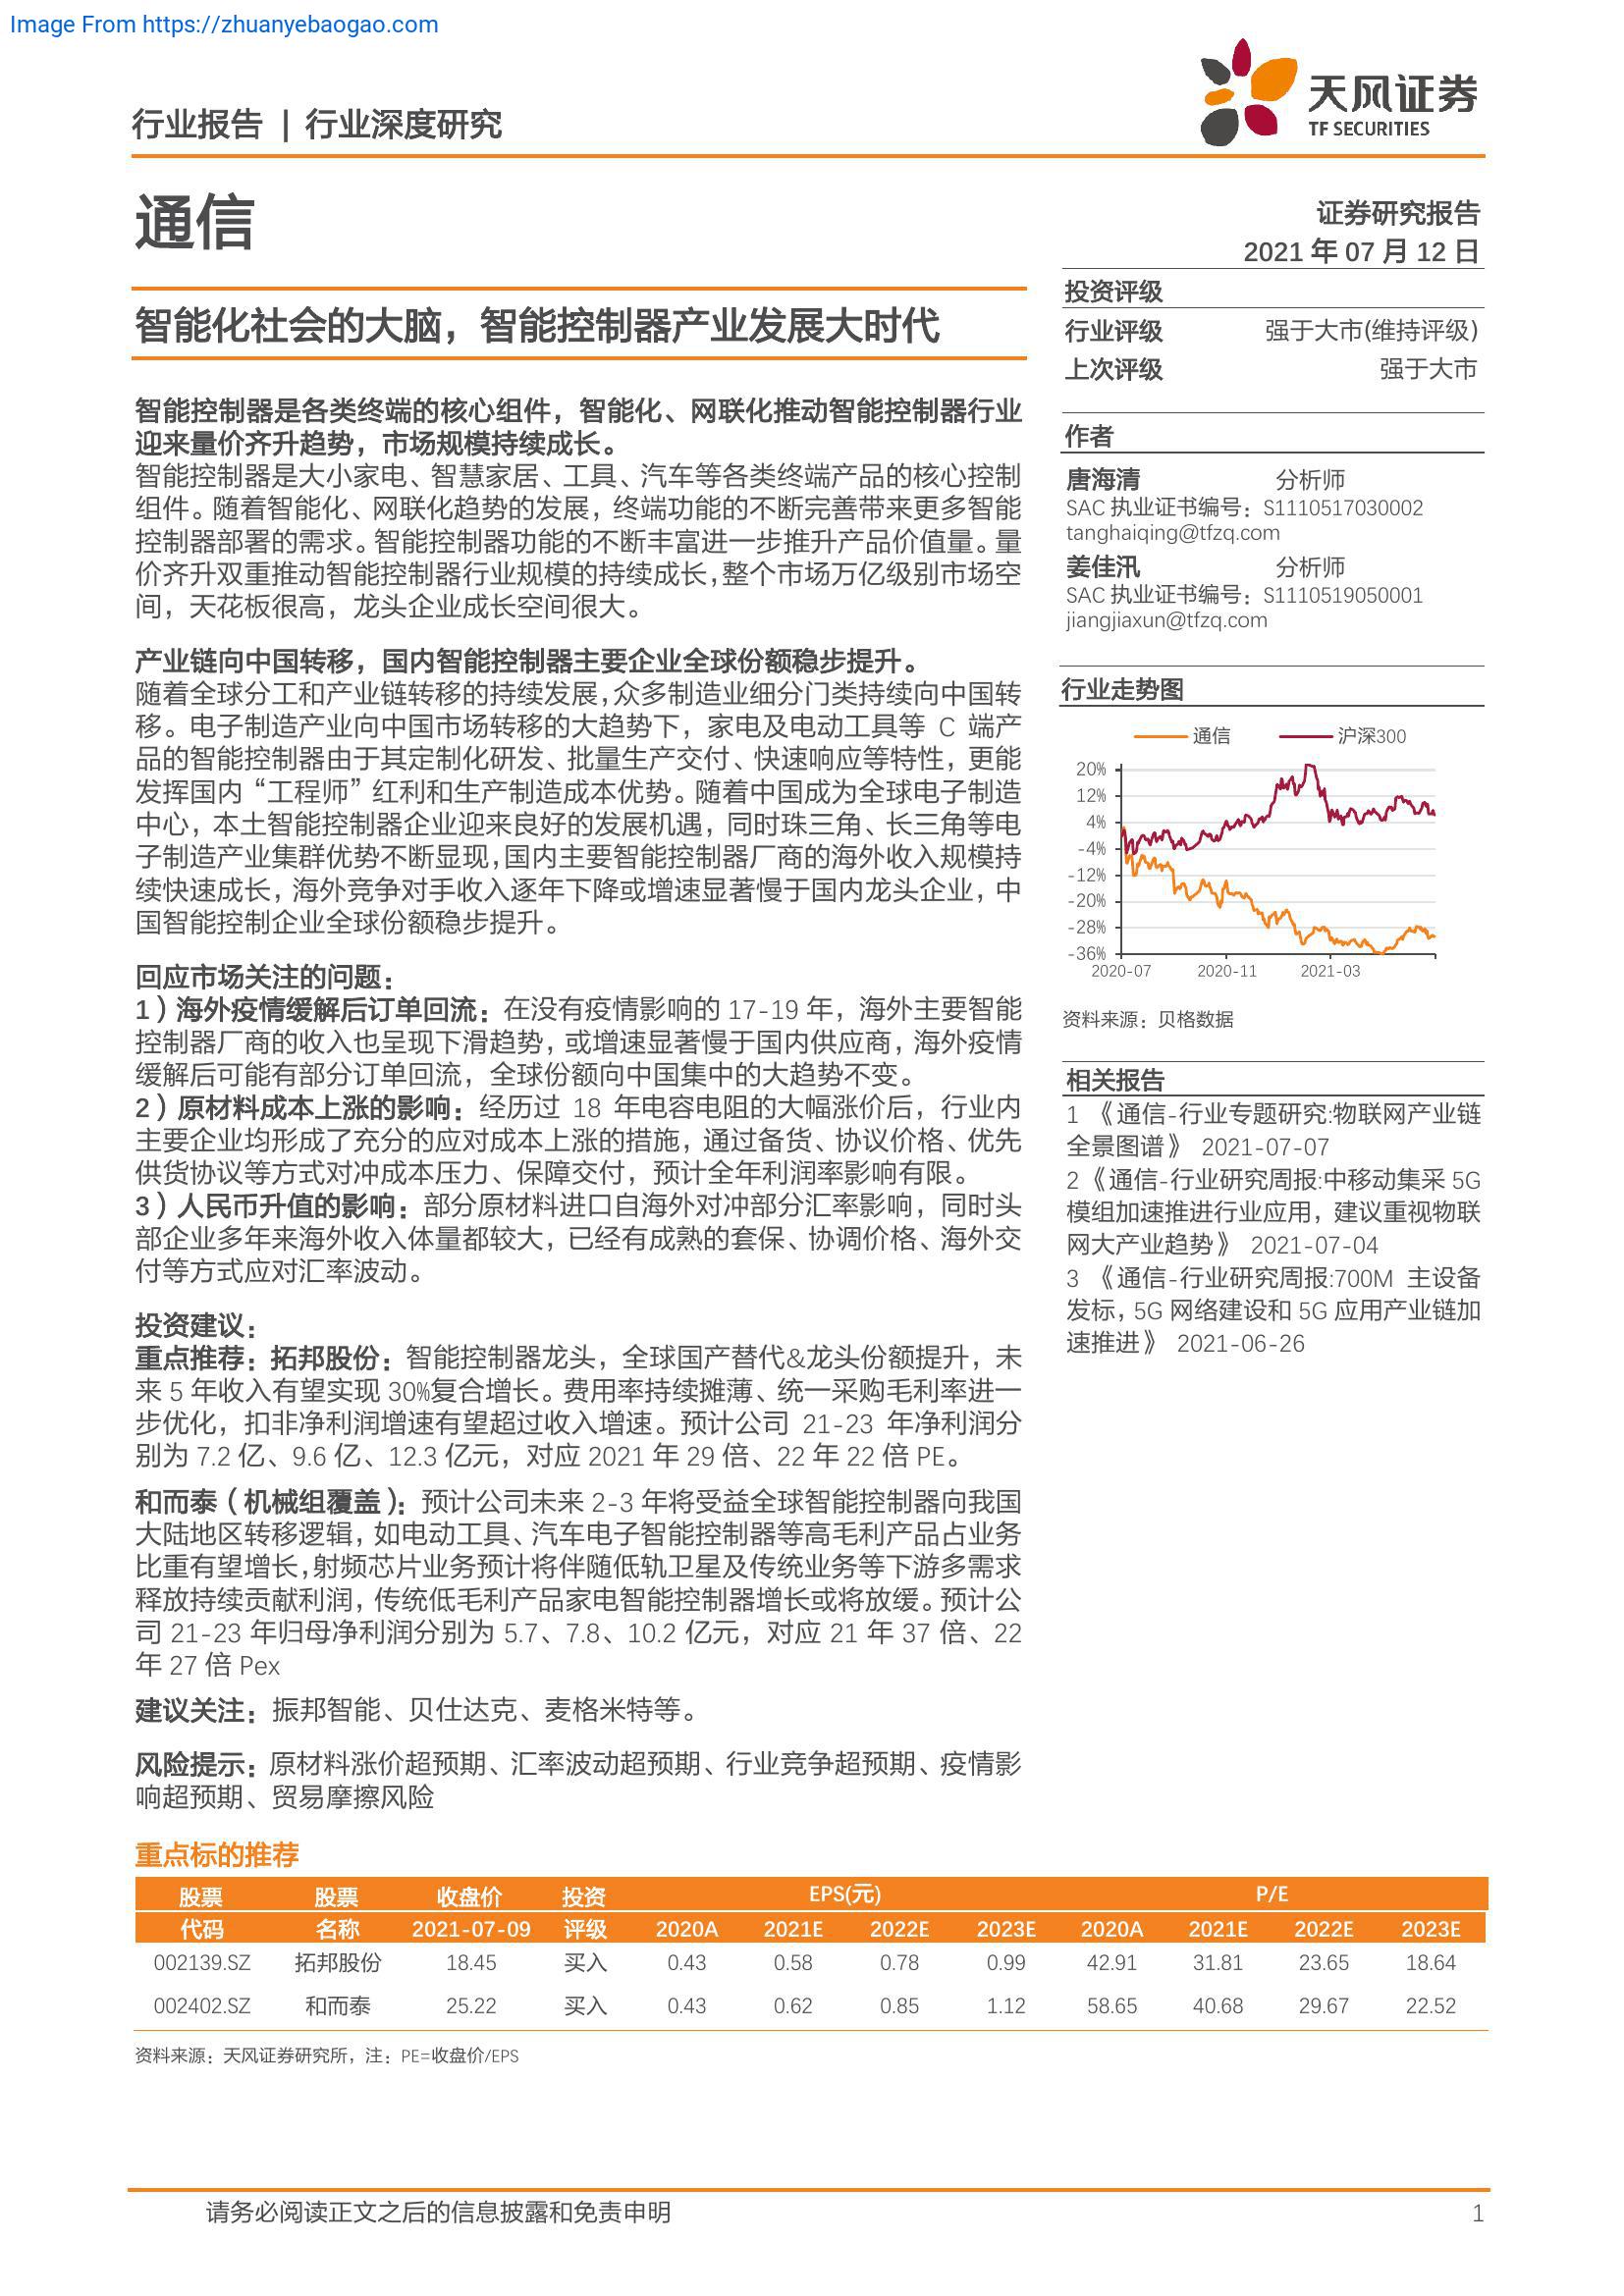 Image From https://zhuanyebaogao.com
行业报告 | 行业深度研究
天风证券
TF SECURITIES
通信
证券研究报告
2021 年 07 月 12 日
智能化社会的大脑，智能控制器产业发展大时代
智能控制器是各类终端的核心组件，智能化、网联化推动智能控制器行业
迎来量价齐升趋势，市场规模持续成长。
智能控制器是大小家电、智慧家居、工具、汽车等各类终端产品的核心控制
组件。随着智能化、网联化趋势的发展，终端功能的不断完善带来更多智能
控制器部署的需求。智能控制器功能的不断丰富进一步推升产品价值量。量
价齐升双重推动智能控制器行业规模的持续成长，整个市场万亿级别市场空
间，天花板很高，龙头企业成长空间很大。
产业链向中国转移，国内智能控制器主要企业全球份额稳步提升。
随着全球分工和产业链转移的持续发展，众多制造业细分门类持续向中国转
移。电子制造产业向中国市场转移的大趋势下，家电及电动工具等 C 端产
品的智能控制器由于其定制化研发、批量生产交付、快速响应等特性，更能
发挥国内“工程师”红利和生产制造成本优势。随着中国成为全球电子制造
中心，本土智能控制器企业迎来良好的发展机遇，同时珠三角、长三角等电
子制造产业集群优势不断显现，国内主要智能控制器厂商的海外收入规模持
续快速成长，海外竞争对手收入逐年下降或增速显著慢于国内龙头企业，中
国智能控制企业全球份额稳步提升。
回应市场关注的问题：
1）海外疫情缓解后订单回流：在没有疫情影响的 17-19 年，海外主要智能
控制器厂商的收入也呈现下滑趋势，或增速显著慢于国内供应商，海外疫情
缓解后可能有部分订单回流，全球份额向中国集中的大趋势不变。
2）原材料成本上涨的影响：经历过 18 年电容电阻的大幅涨价后，行业内
主要企业均形成了充分的应对成本上涨的措施，通过备货、协议价格、优先
供货协议等方式对冲成本压力、保障交付，预计全年利润率影响有限。
3）人民币升值的影响：部分原材料进口自海外对冲部分汇率影响，同时头
部企业多年来海外收入体量都较大，已经有成熟的套保、协调价格、海外交
付等方式应对汇率波动。
投资建议：
重点推荐：拓邦股份：智能控制器龙头，全球国产替代&龙头份额提升，未
来 5 年收入有望实现 30%复合增长。费用率持续摊薄、统一采购毛利率进一
步优化，扣非净利润增速有望超过收入增速。预计公司 21-23 年净利润分
别为 7.2 亿、9.6 亿、12.3 亿元，对应 2021 年 29 倍、22 年 22 倍 PE。
和而泰（机械组覆盖）：预计公司未来 2-3 年将受益全球智能控制器向我国
大陆地区转移逻辑，如电动工具、汽车电子智能控制器等高毛利产品占业务
比重有望增长，射频芯片业务预计将伴随低轨卫星及传统业务等下游多需求
释放持续贡献利润，传统低毛利产品家电智能控制器增长或将放缓。预计公
司 21-23 年归母净利润分别为 5.7、7.8、10.2 亿元，对应 21 年 37 倍、22
年 27 倍 Pex
建议关注：振邦智能、贝仕达克、麦格米特等。
风险提示：原材料涨价超预期、汇率波动超预期、行业竞争超预期、疫情影
响超预期、贸易摩擦风险
投资评级
行业评级 强于大市(维持评级)
上次评级 强于大市
作者
唐海清 分析师
SAC 执业证书编号：S1110517030002
tanghaiqing@tfzq.com
姜佳汛 分析师
SAC 执业证书编号：S1110519050001
jiangjiaxun@tfzq.com
行业走势图
通信 沪深300
20%
12%
4%
-4%
-12%
-20%
-28%
-36%
2020-07 2020-11 2021-03
资料来源：贝格数据
相关报告
1 《通信-行业专题研究:物联网产业链
全景图谱》 2021-07-07
2 《通信-行业研究周报:中移动集采 5G
模组加速推进行业应用，建议重视物联
网大产业趋势》 2021-07-04
3 《通信-行业研究周报:700M 主设备
发标，5G 网络建设和 5G 应用产业链加
速推进》 2021-06-26
重点标的推荐
股票 股票 收盘价 投资 EPS(元) P/E
代码 名称 2021-07-09 评级 2020A 2021E 2022E 2023E 2020A 2021E 2022E 2023E
002139.SZ 拓邦股份 18.45 买入 0.43 0.58 0.78 0.99 42.91 31.81 23.65 18.64
002402.SZ 和而泰 25.22 买入 0.43 0.62 0.85 1.12 58.65 40.68 29.67 22.52
资料来源：天风证券研究所，注：PE=收盘价/EPS
请务必阅读正文之后的信息披露和免责申明 1